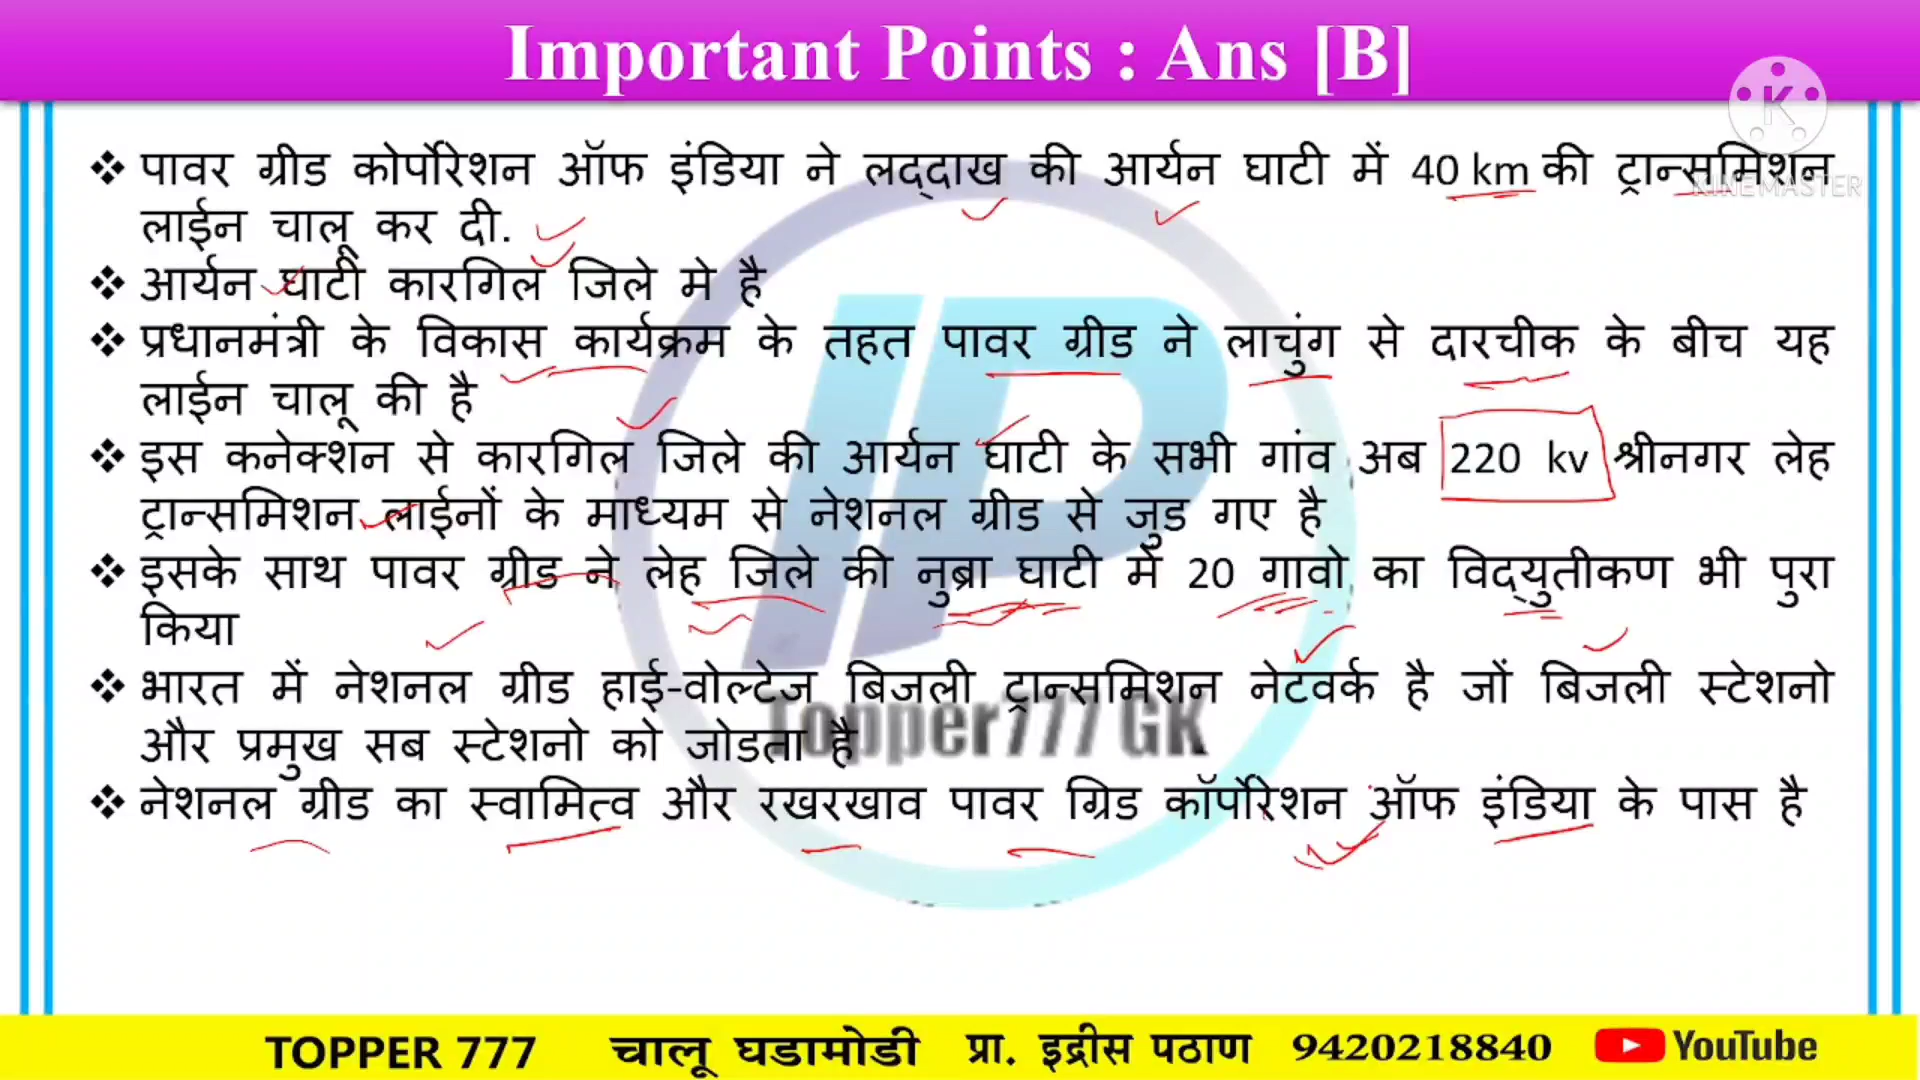 Important Points : Ans [B]
KINEMASTER
❖ पावर ग्रीड कोर्पोरेशन ऑफ इंडिया ने लद्दाख की आर्यन घाटी में 40 km की ट्रान्समिशन
लाईन चालू कर दी.
❖ आर्यन घाटी कारगिल जिले मे है
❖ प्रधानमंत्री के विकास कार्यक्रम के तहत पावर ग्रीड ने लाचुंग से दारचीक के बीच यह
लाईन चालू की है
❖ इस कनेक्शन से कारगिल जिले की आर्यन घाटी के सभी गांव अब 220 kv श्रीनगर लेह
ट्रान्समिशन लाईनों के माध्यम से नेशनल ग्रीड से जुड गए है
❖ इसके साथ पावर ग्रीड ने लेह जिले की नुब्रा घाटी में 20 गावो का विद्युतीकण भी पुरा
किया
❖ भारत में नेशनल ग्रीड हाई-वोल्टेज बिजली ट्रान्समिशन नेटवर्क है जों बिजली स्टेशनो
और प्रमुख सब स्टेशनो को जोडता है
Topper777 GK
❖ नेशनल ग्रीड का स्वामित्व और रखरखाव पावर ग्रिड कॉर्पोरेशन ऑफ इंडिया के पास है
TOPPER 777 चालू घडामोडी प्रा. इद्रीस पठाण 9420218840 YouTube